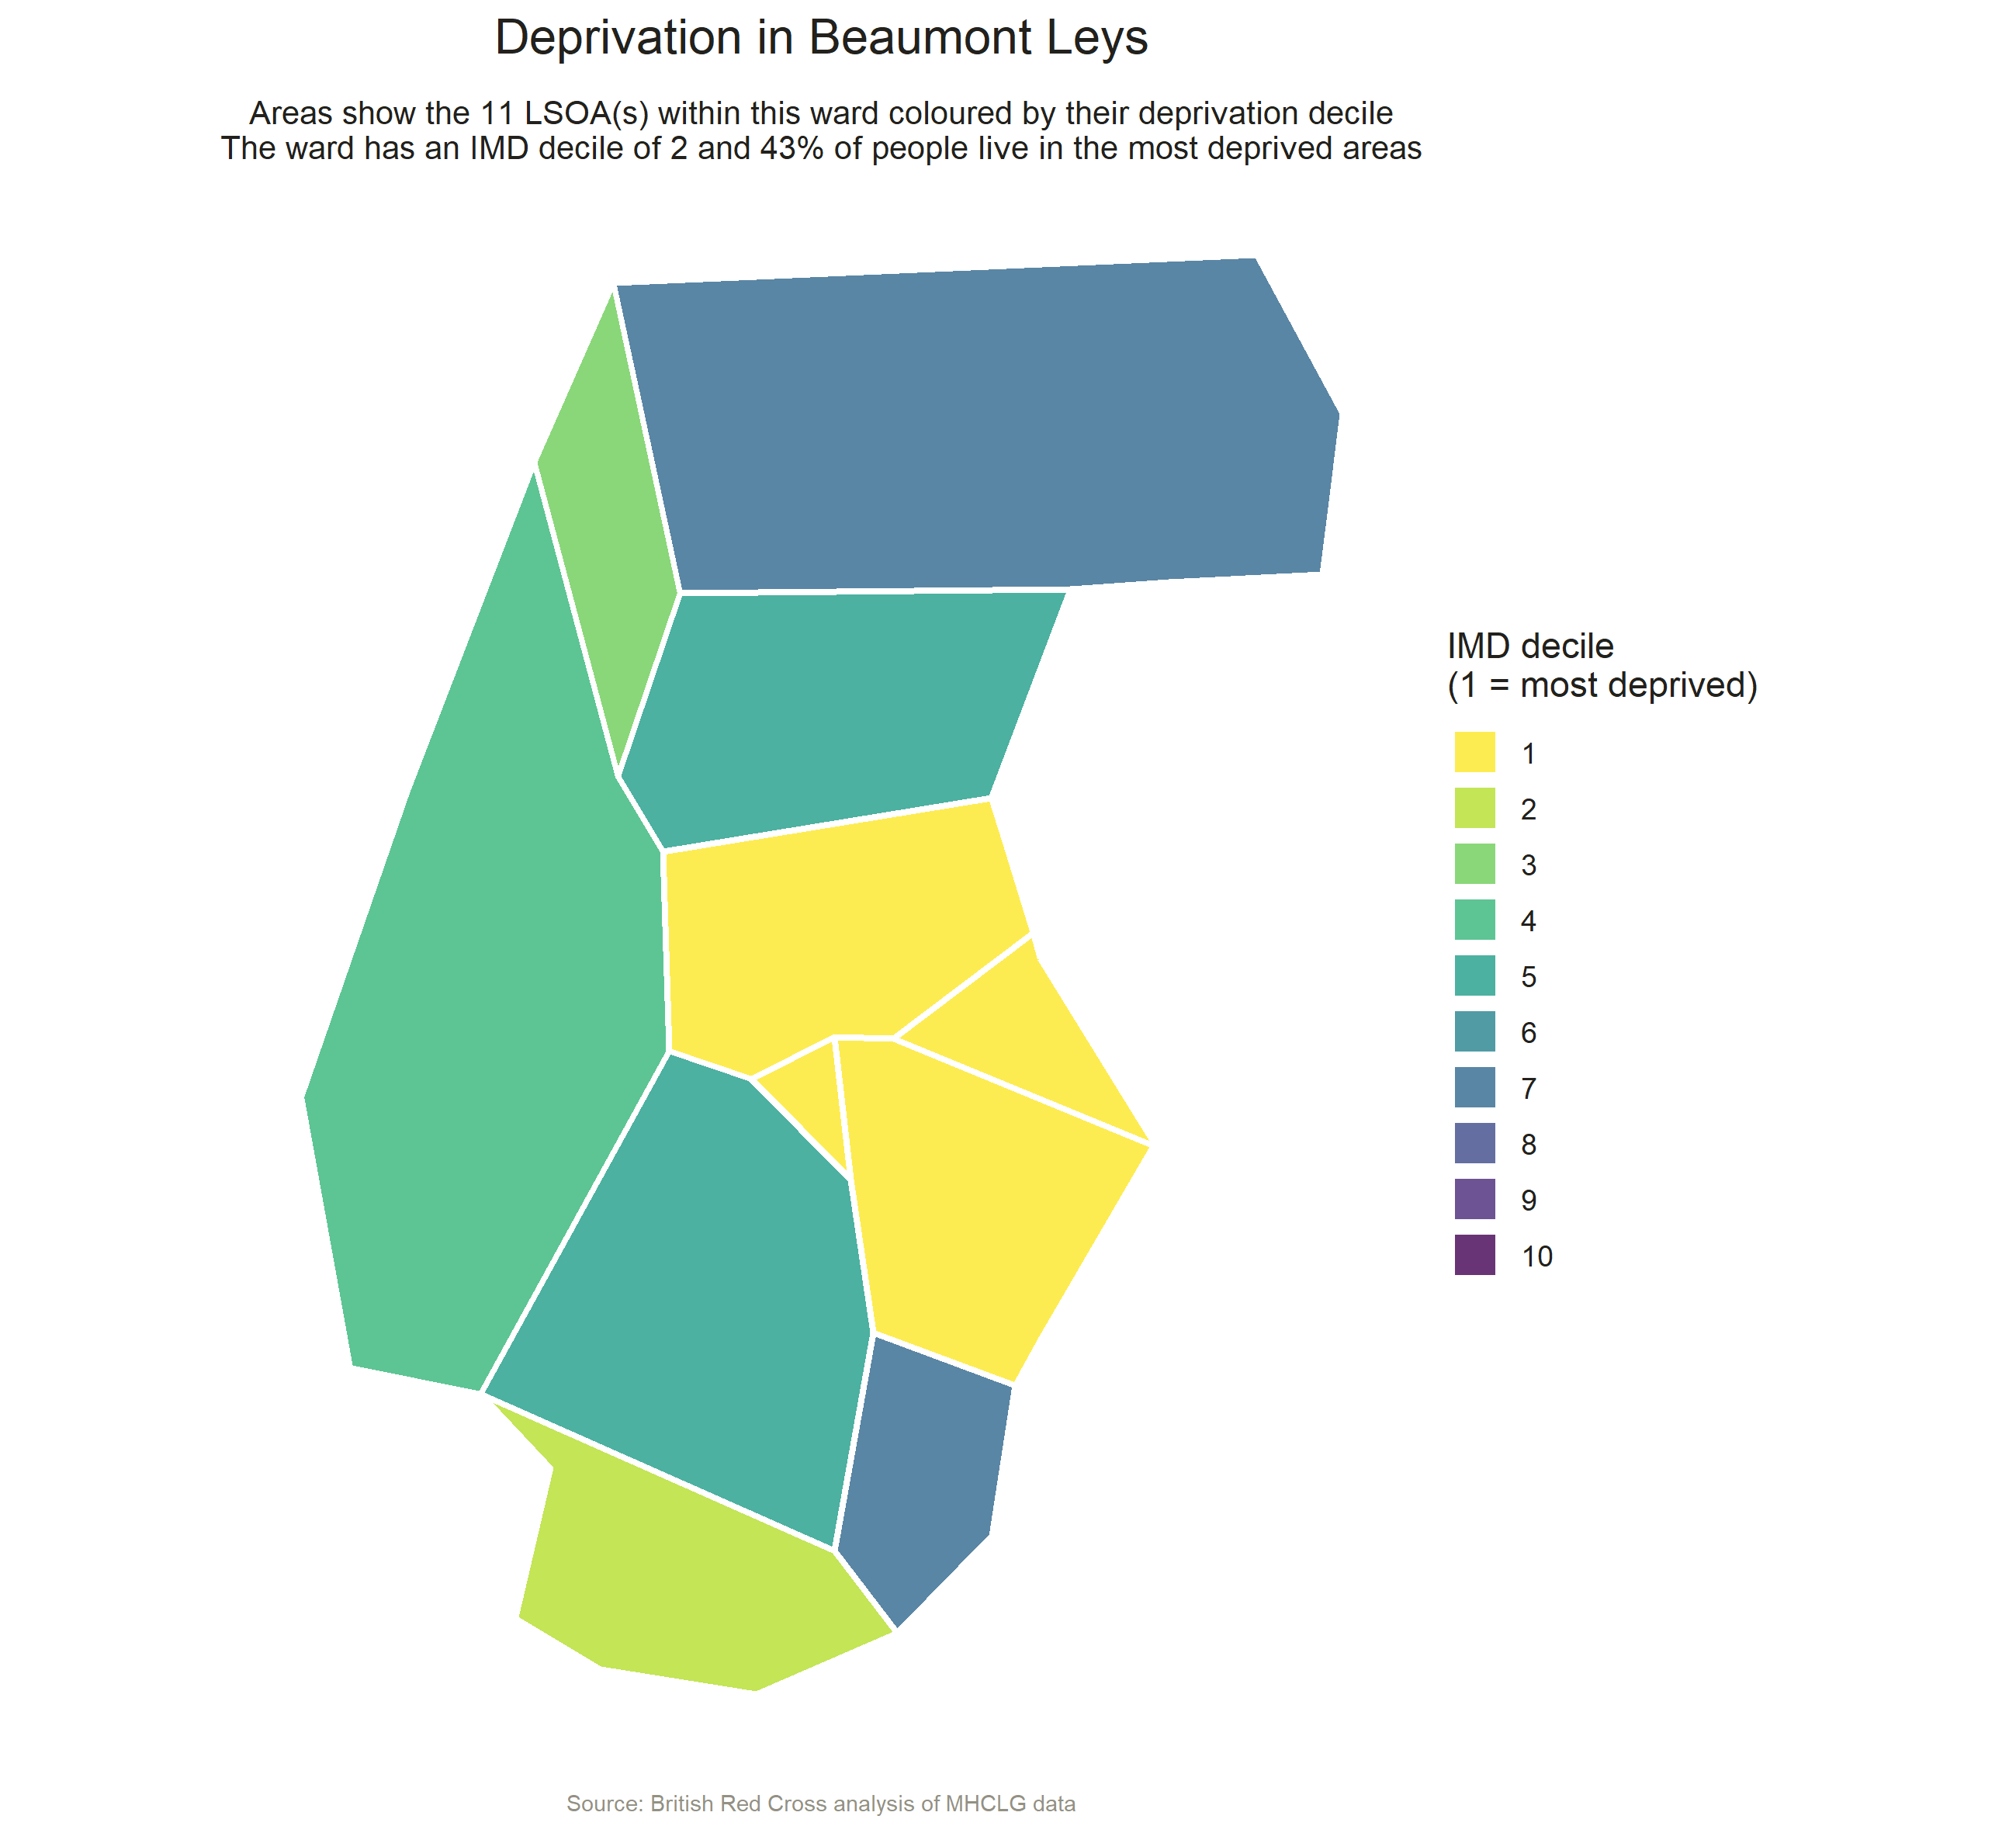 Deprivation in Beaumont Leys
Areas show the 11 LSOA(s) within this ward coloured by their deprivation decile
The ward has an IMD decile of 2 and 43% of people live in the most deprived areas
IMD decile
(1 = most deprived)
1
2
3
4
5
6
7
8
9
10
Source: British Red Cross analysis of MHCLG data